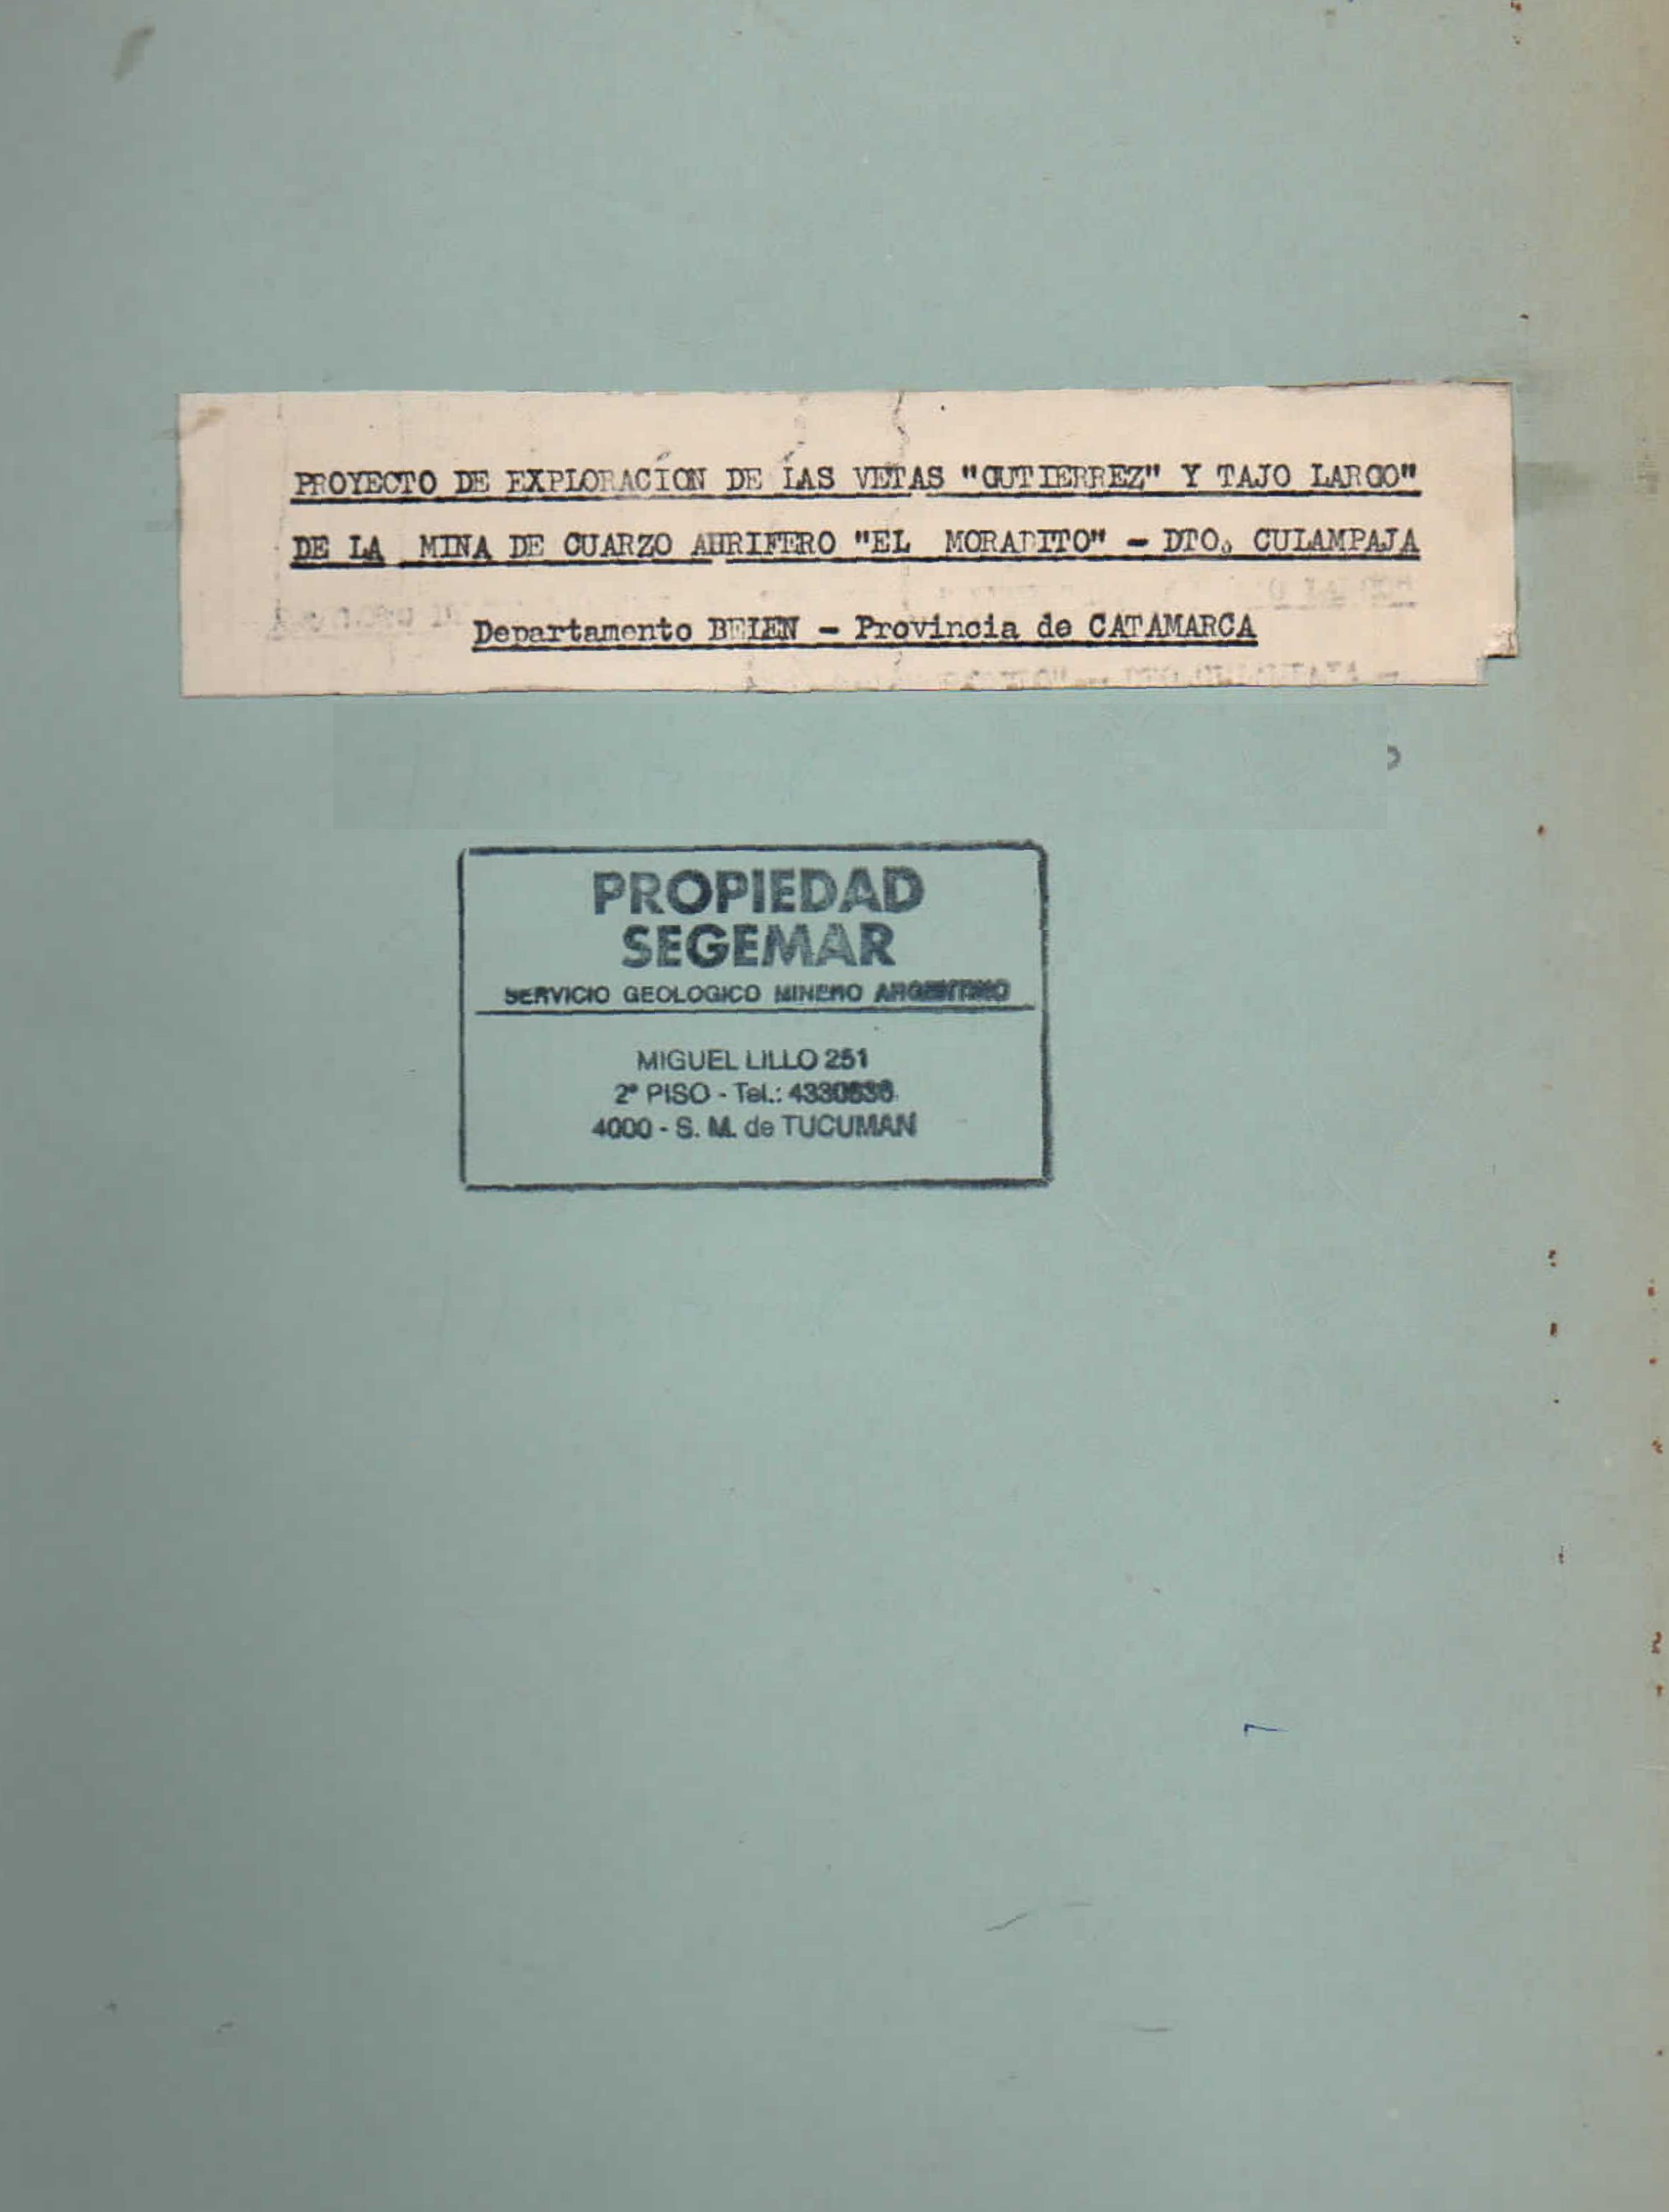 PROYECTO DE EXPLORACION DE LAS VETAS "GUTIERREZ" Y TAJO LARGO"
DE LA MINA DE CUARZO AURIFERO "EL MORADITO" - DTO. CULAMPAJA
Departamento BELEN - Provincia de CATAMARCA
PROPIEDAD
SEGEMAR
SERVICIO GEOLOGICO MINERO ARGENTINO
MIGUEL LILLO 251
2º PISO - Tel.:
4000 - S. M. de TUCUMAN